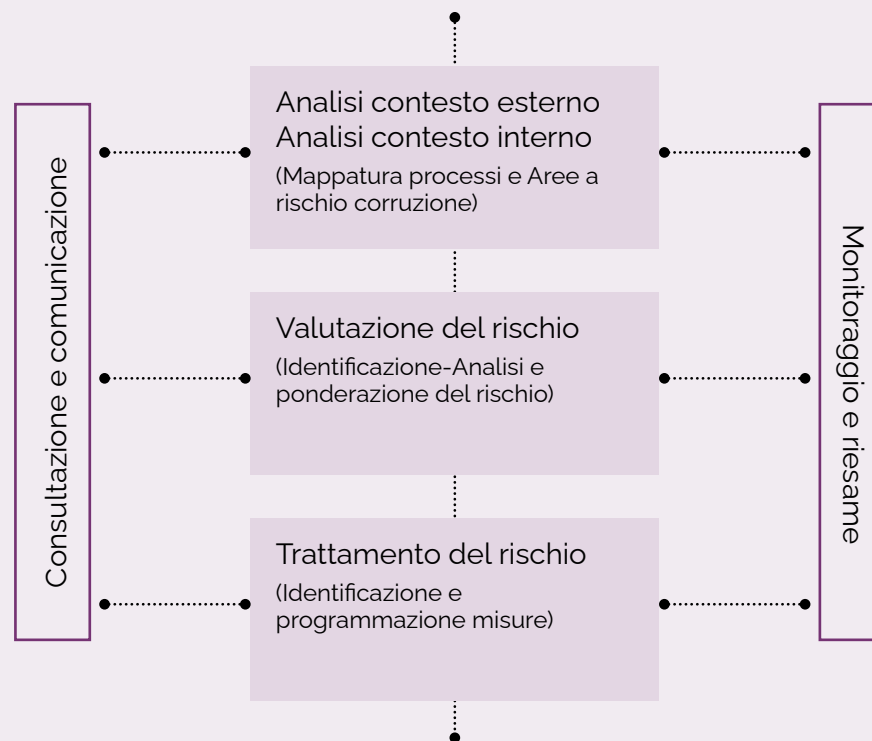 Consultazione e comunicazione
Analisi contesto esterno
Analisi contesto interno
(Mappatura processi e Aree a
rischio corruzione)
Valutazione del rischio
(Identificazione-Analisi e
ponderazione del rischio)
Trattamento del rischio
(Identificazione e
programmazione misure)
Monitoraggio e riesame